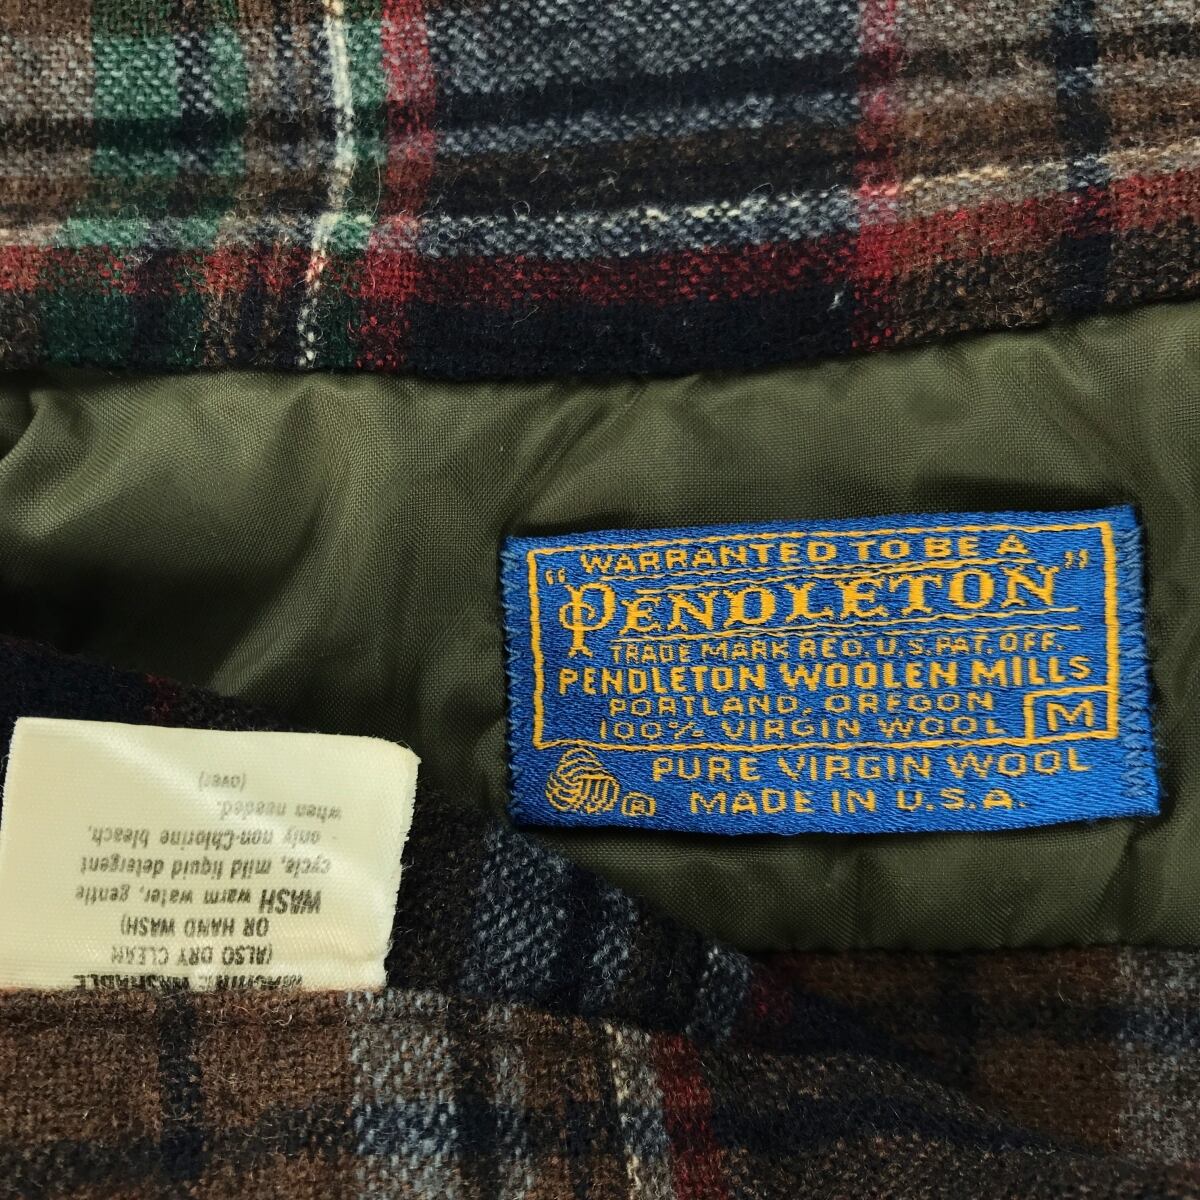 WARRANTED TO BE A
"PENDLETON"
TRADE MARK REG. U.S. PAT. OFF.
PENDLETON WOOLEN MILLS
PORTLAND, OREGON
100% VIRGIN WOOL M
PURE VIRGIN WOOL
® MADE IN U.S.A.
MACHINE WASHABLE
(ALSO DRY CLEAN
OR HAND WASH)
WASH warm water, gentle
cycle, mild liquid detergent
- only non-Chlorine bleach,
when needed.
(over)